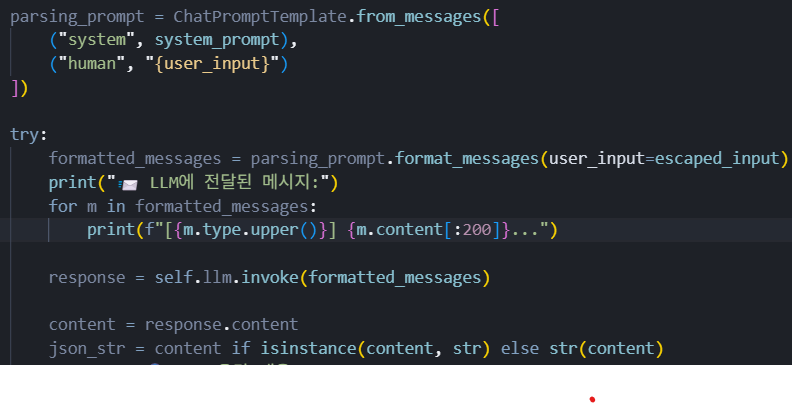 parsing_prompt = ChatPromptTemplate.from_messages([
    ("system", system_prompt),
    ("human", "{user_input}")
])

try:
    formatted_messages = parsing_prompt.format_messages(user_input=escaped_input)
    print("📨 LLM에 전달된 메시지:")
    for m in formatted_messages:
        print(f"[{m.type.upper()}] {m.content[:200]}...")

    response = self.llm.invoke(formatted_messages)

    content = response.content
    json_str = content if isinstance(content, str) else str(content)